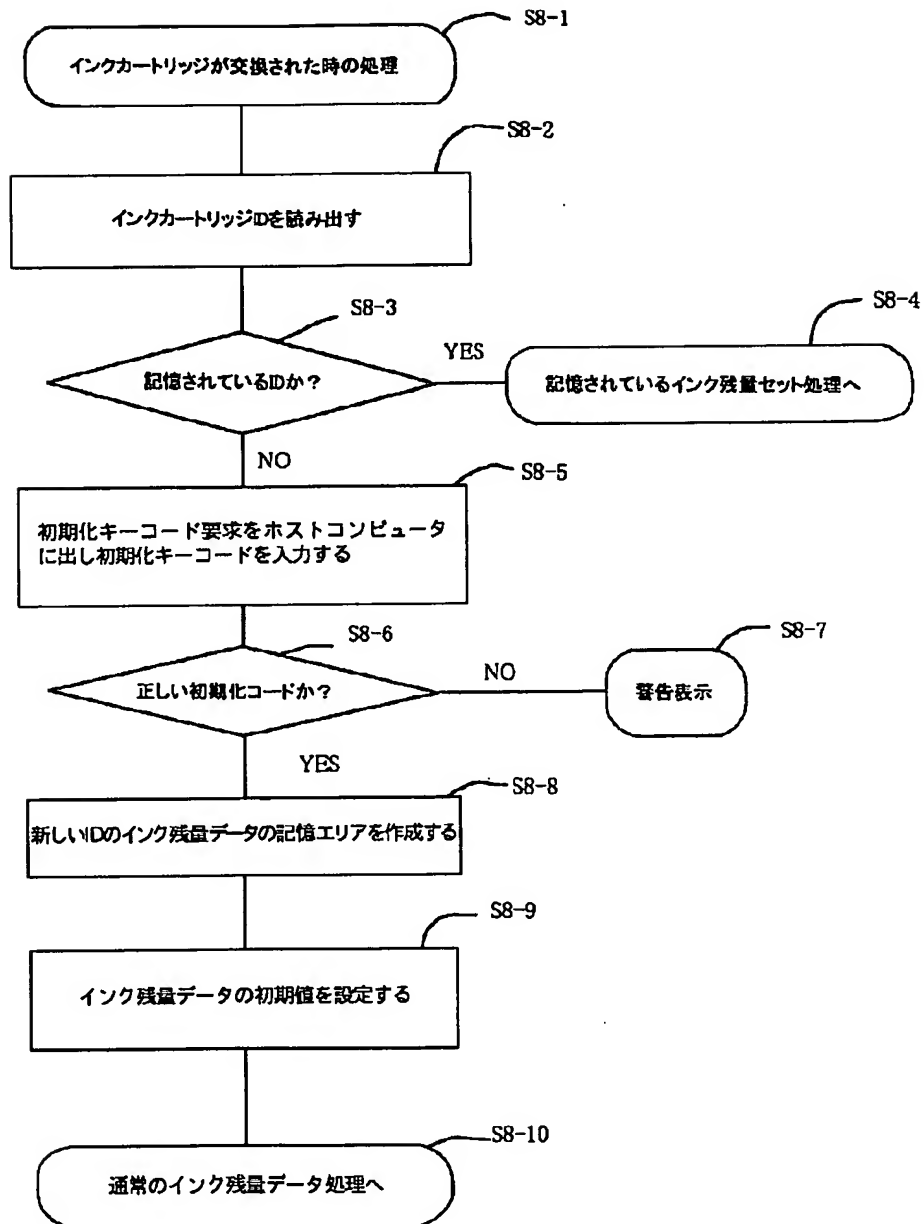 S8-1
インクカートリッジが交換された時の処理
S8-2
インクカートリッジIDを読み出す
S8-3
記憶されているIDか？
YES
S8-4
記憶されているインク残量セット処理へ
NO
S8-5
初期化キーコード要求をホストコンピュータ
に出し初期化キーコードを入力する
S8-6
正しい初期化コードか？
NO
S8-7
警告表示
YES
S8-8
新しいIDのインク残量データの記憶エリアを作成する
S8-9
インク残量データの初期値を設定する
S8-10
通常のインク残量データ処理へ